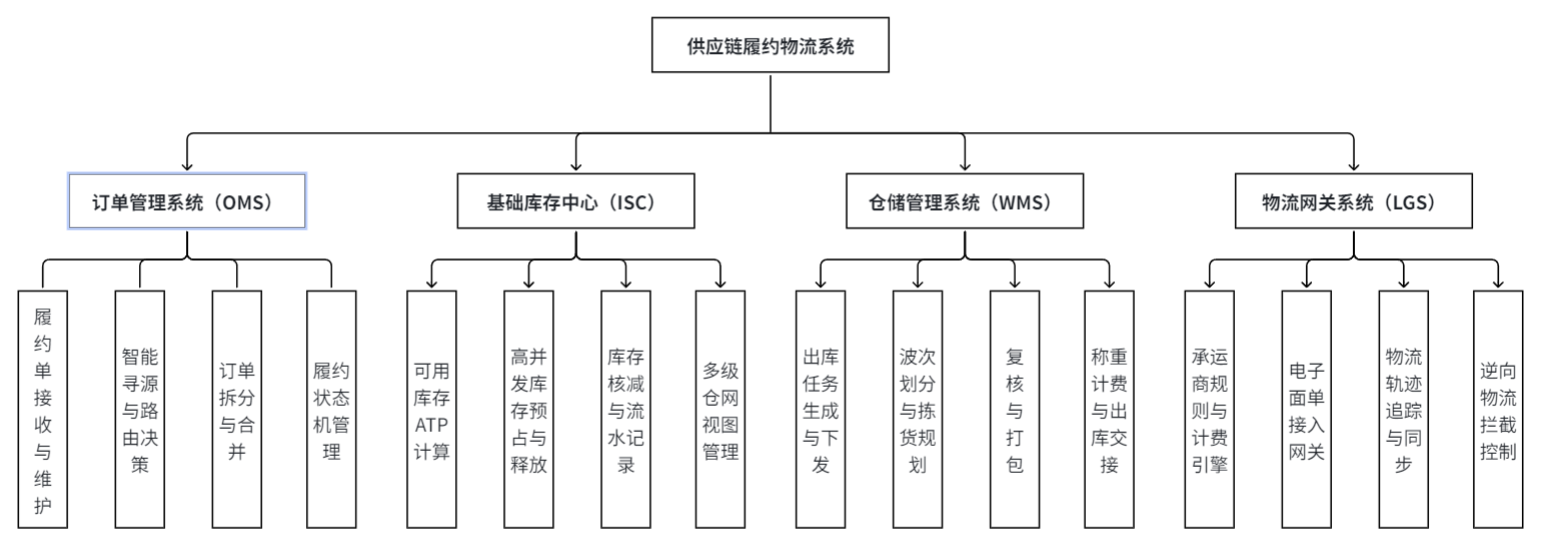 供应链履约物流系统
订单管理系统（OMS）
基础库存中心（ISC）
仓储管理系统（WMS）
物流网关系统（LGS）
履
约
单
接
收
与
维
护
智能
寻源
与路
由决
策
订单
拆分
与合
并
履约
状态
机管
理
可用
库存
ATP
计算
高并
发库
存预
占与
释放
库存
核减
与流
水记
录
多级
仓网
视图
管理
出库
任务
生成
与下
发
波次
划分
与拣
货规
划
复
核
与
打
包
称重
计费
与出
库交
接
承运
商规
则与
计费
引擎
电子
面单
接入
网关
物流
轨迹
追踪
与同
步
逆向
物流
拦截
控制